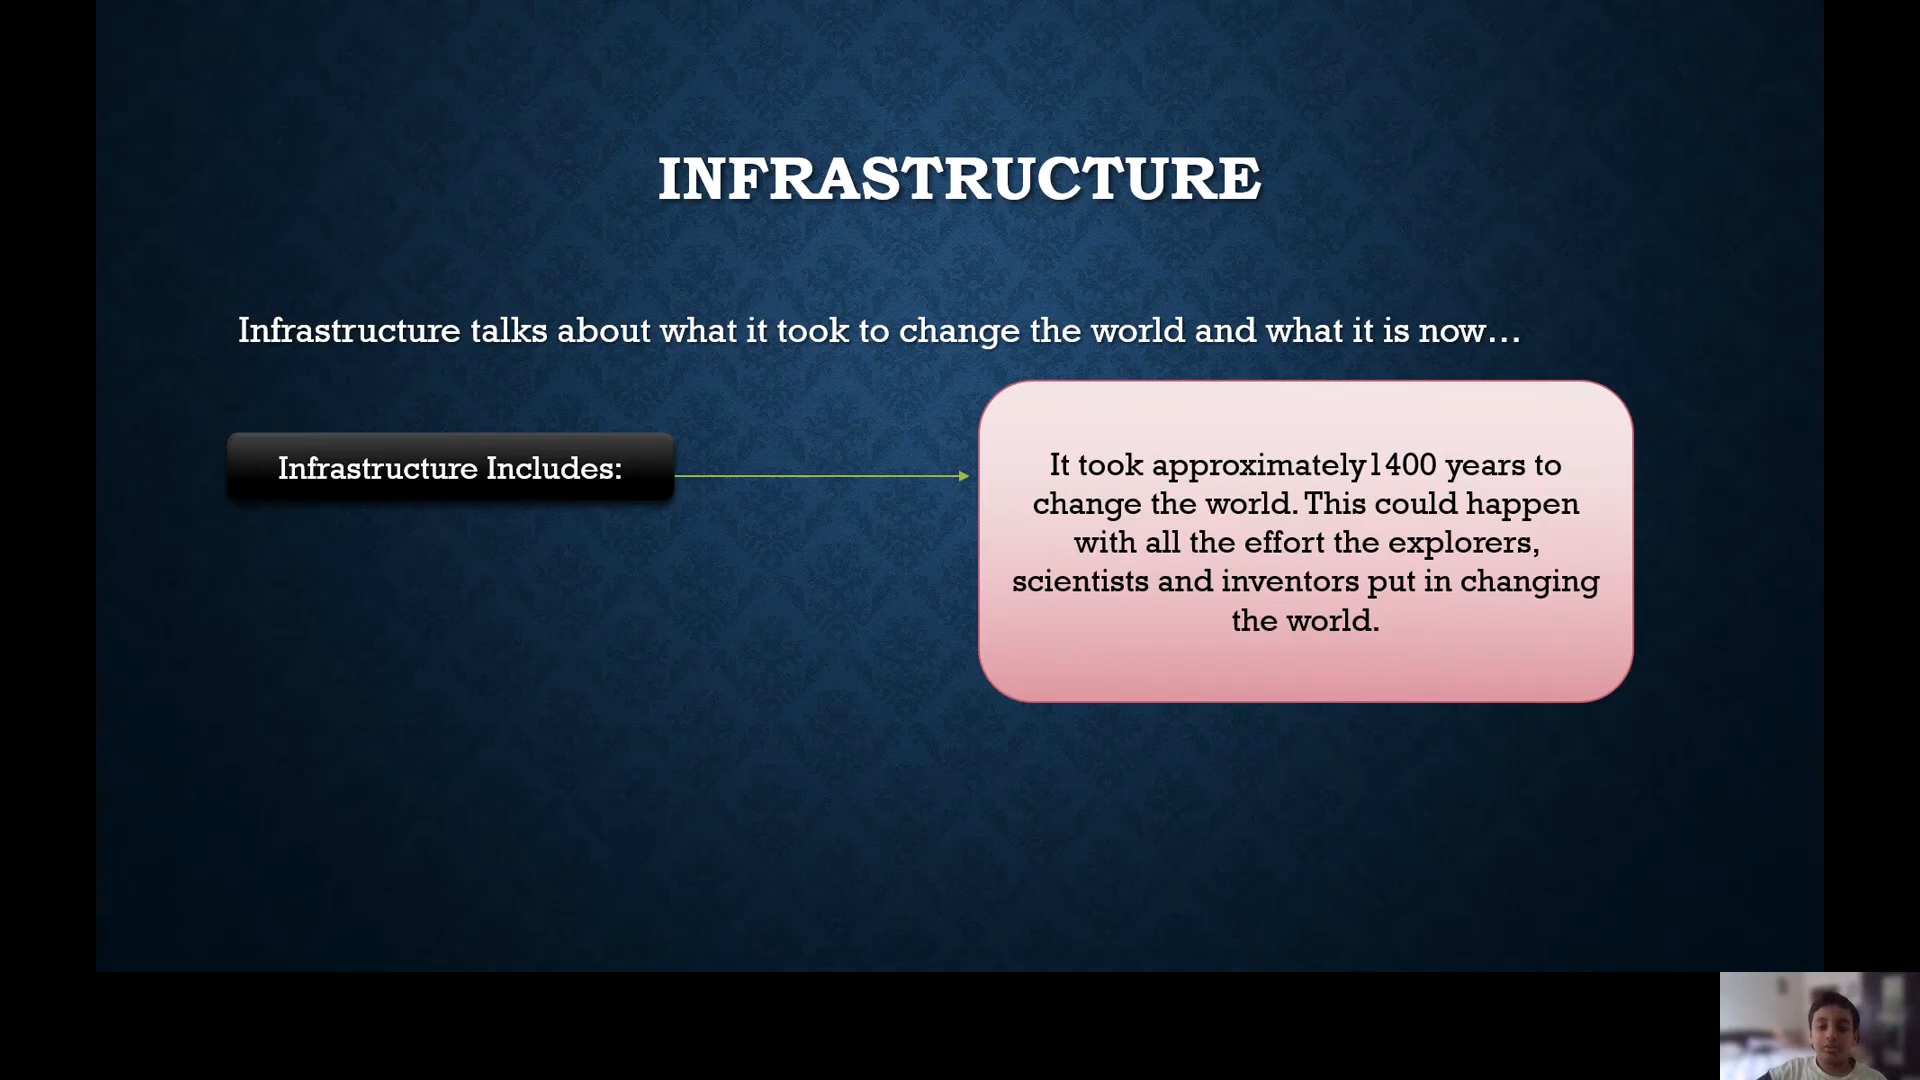 INFRASTRUCTURE
Infrastructure talks about what it took to change the world and what it is now...
Infrastructure Includes:
It took approximately1400 years to
change the world. This could happen
with all the effort the explorers,
scientists and inventors put in changing
the world.